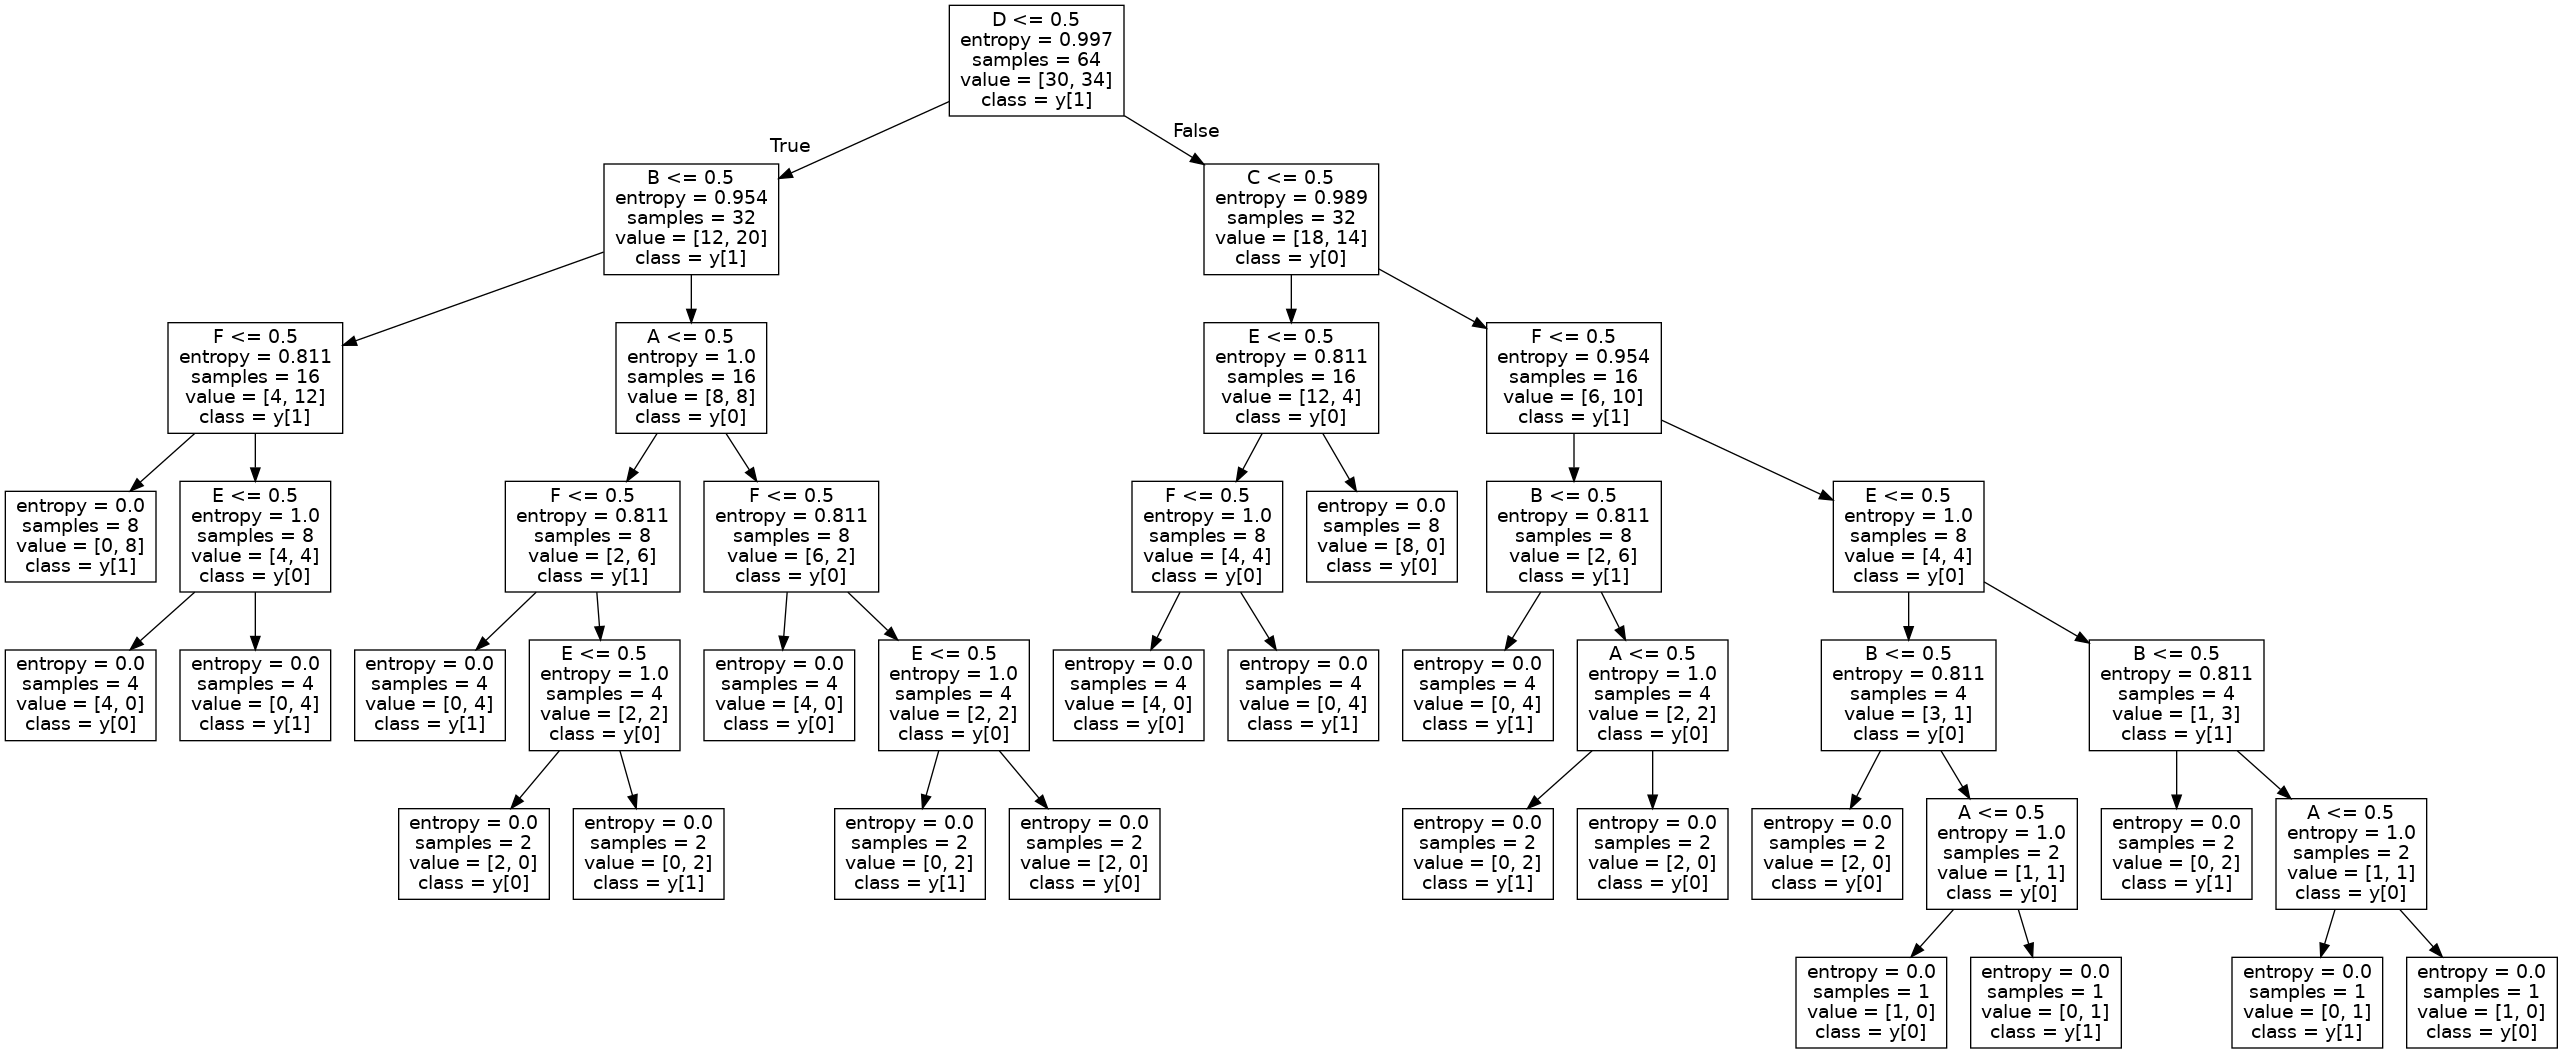 D <= 0.5
entropy = 0.997
samples = 64
value = [30, 34]
class = y[1]
True
False
B <= 0.5
entropy = 0.954
samples = 32
value = [12, 20]
class = y[1]
C <= 0.5
entropy = 0.989
samples = 32
value = [18, 14]
class = y[0]
F <= 0.5
entropy = 0.811
samples = 16
value = [4, 12]
class = y[1]
A <= 0.5
entropy = 1.0
samples = 16
value = [8, 8]
class = y[0]
E <= 0.5
entropy = 0.811
samples = 16
value = [12, 4]
class = y[0]
F <= 0.5
entropy = 0.954
samples = 16
value = [6, 10]
class = y[1]
entropy = 0.0
samples = 8
value = [0, 8]
class = y[1]
E <= 0.5
entropy = 1.0
samples = 8
value = [4, 4]
class = y[0]
F <= 0.5
entropy = 0.811
samples = 8
value = [2, 6]
class = y[1]
F <= 0.5
entropy = 0.811
samples = 8
value = [6, 2]
class = y[0]
F <= 0.5
entropy = 1.0
samples = 8
value = [4, 4]
class = y[0]
entropy = 0.0
samples = 8
value = [8, 0]
class = y[0]
B <= 0.5
entropy = 0.811
samples = 8
value = [2, 6]
class = y[1]
E <= 0.5
entropy = 1.0
samples = 8
value = [4, 4]
class = y[0]
entropy = 0.0
samples = 4
value = [4, 0]
class = y[0]
entropy = 0.0
samples = 4
value = [0, 4]
class = y[1]
entropy = 0.0
samples = 4
value = [0, 4]
class = y[1]
E <= 0.5
entropy = 1.0
samples = 4
value = [2, 2]
class = y[0]
entropy = 0.0
samples = 4
value = [4, 0]
class = y[0]
E <= 0.5
entropy = 1.0
samples = 4
value = [2, 2]
class = y[0]
entropy = 0.0
samples = 4
value = [4, 0]
class = y[0]
entropy = 0.0
samples = 4
value = [0, 4]
class = y[1]
entropy = 0.0
samples = 4
value = [0, 4]
class = y[1]
A <= 0.5
entropy = 1.0
samples = 4
value = [2, 2]
class = y[0]
B <= 0.5
entropy = 0.811
samples = 4
value = [3, 1]
class = y[0]
B <= 0.5
entropy = 0.811
samples = 4
value = [1, 3]
class = y[1]
entropy = 0.0
samples = 2
value = [2, 0]
class = y[0]
entropy = 0.0
samples = 2
value = [0, 2]
class = y[1]
entropy = 0.0
samples = 2
value = [0, 2]
class = y[1]
entropy = 0.0
samples = 2
value = [2, 0]
class = y[0]
entropy = 0.0
samples = 2
value = [0, 2]
class = y[1]
entropy = 0.0
samples = 2
value = [2, 0]
class = y[0]
entropy = 0.0
samples = 2
value = [2, 0]
class = y[0]
A <= 0.5
entropy = 1.0
samples = 2
value = [1, 1]
class = y[0]
entropy = 0.0
samples = 2
value = [0, 2]
class = y[1]
A <= 0.5
entropy = 1.0
samples = 2
value = [1, 1]
class = y[0]
entropy = 0.0
samples = 1
value = [1, 0]
class = y[0]
entropy = 0.0
samples = 1
value = [0, 1]
class = y[1]
entropy = 0.0
samples = 1
value = [0, 1]
class = y[1]
entropy = 0.0
samples = 1
value = [1, 0]
class = y[0]